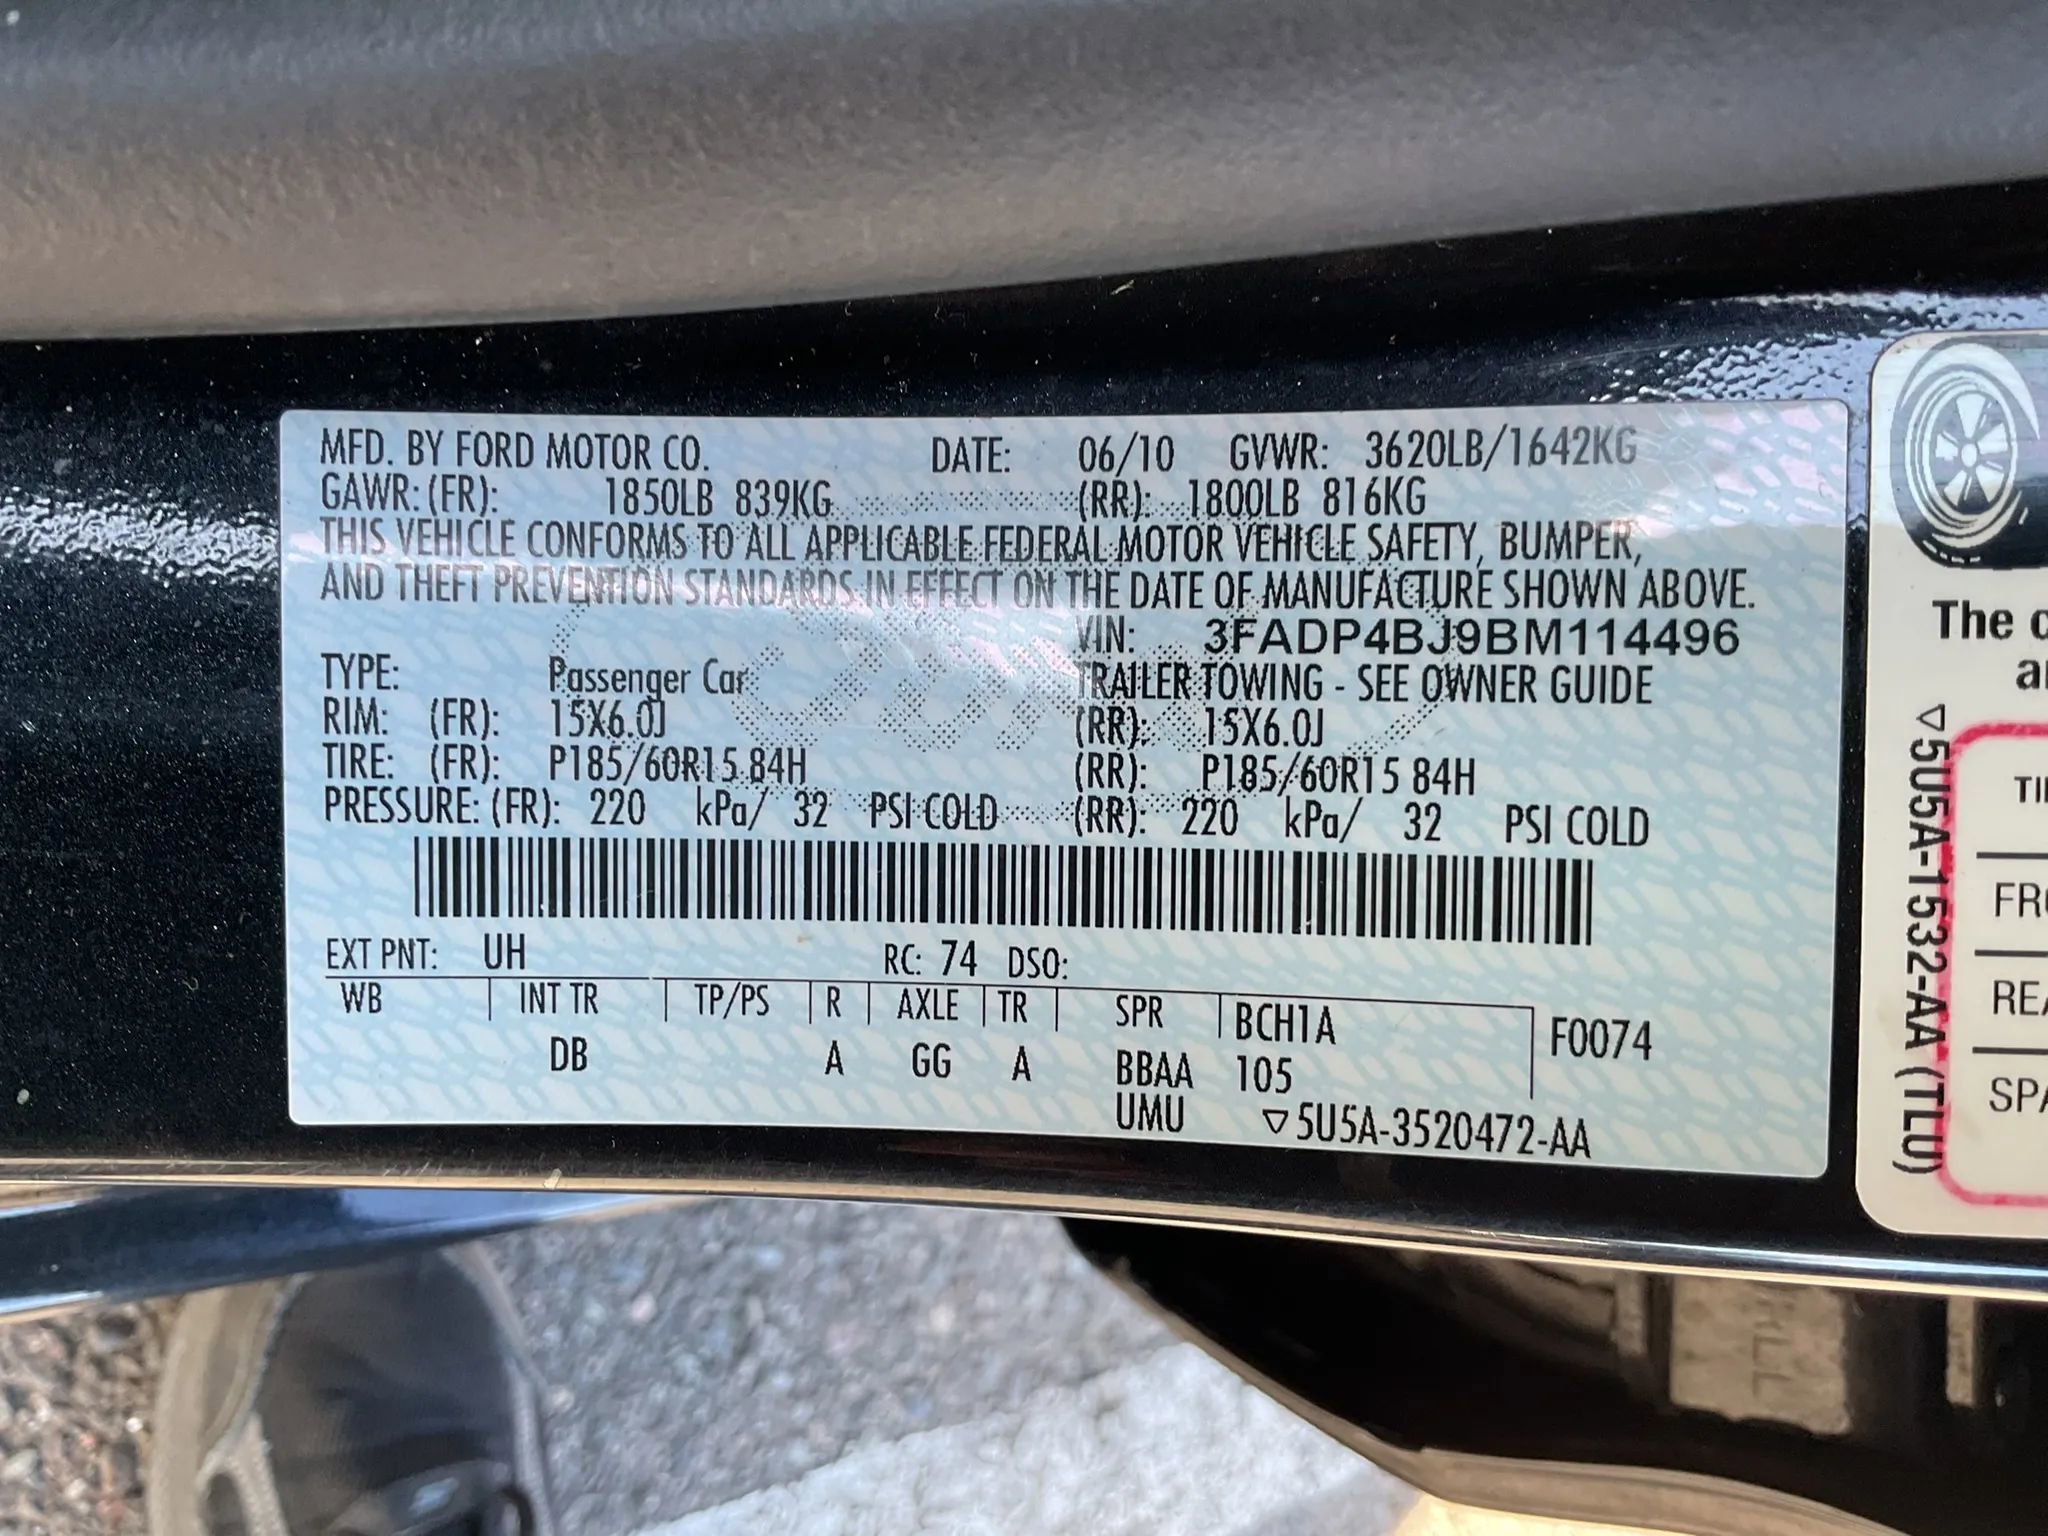 MFD. BY FORD MOTOR CO. DATE: 06/10 GVWR: 3620LB/1642KG
GAWR: (FR): 1850LB 839KG (RR): 1800LB 816KG
THIS VEHICLE CONFORMS TO ALL APPLICABLE FEDERAL MOTOR VEHICLE SAFETY, BUMPER,
AND THEFT PREVENTION STANDARDS IN EFFECT ON THE DATE OF MANUFACTURE SHOWN ABOVE.
VIN: 3FADP4BJ9BM114496
TYPE: Passenger Car TRAILER TOWING - SEE OWNER GUIDE
RIM: (FR): 15X6.0J (RR): 15X6.0J
TIRE: (FR): P185/60R15 84H (RR): P185/60R15 84H
PRESSURE: (FR): 220 kPa/ 32 PSI COLD (RR): 220 kPa/ 32 PSI COLD
EXT PNT: UH RC: 74 DSO:
WB INT TR TP/PS R AXLE TR SPR BCH1A F0074
DB A GG A BBAA 105
UMU ▽5U5A-3520472-AA
The c
a
▽5U5A-1532-AA (TLU)
TI
FRO
REA
SPA